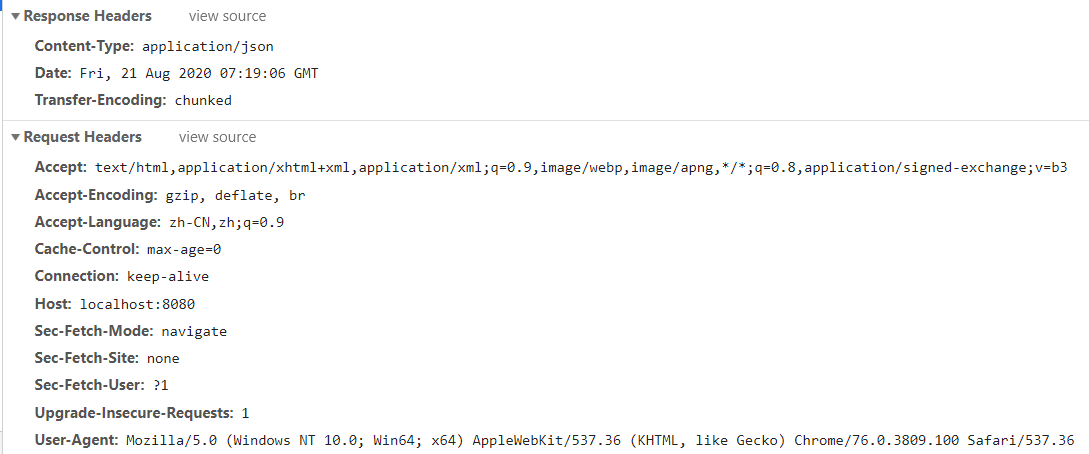 Response Headers view source
Content-Type: application/json
Date: Fri, 21 Aug 2020 07:19:06 GMT
Transfer-Encoding: chunked
Request Headers view source
Accept: text/html,application/xhtml+xml,application/xml;q=0.9,image/webp,image/apng,*/*;q=0.8,application/signed-exchange;v=b3
Accept-Encoding: gzip, deflate, br
Accept-Language: zh-CN,zh;q=0.9
Cache-Control: max-age=0
Connection: keep-alive
Host: localhost:8080
Sec-Fetch-Mode: navigate
Sec-Fetch-Site: none
Sec-Fetch-User: ?1
Upgrade-Insecure-Requests: 1
User-Agent: Mozilla/5.0 (Windows NT 10.0; Win64; x64) AppleWebKit/537.36 (KHTML, like Gecko) Chrome/76.0.3809.100 Safari/537.36